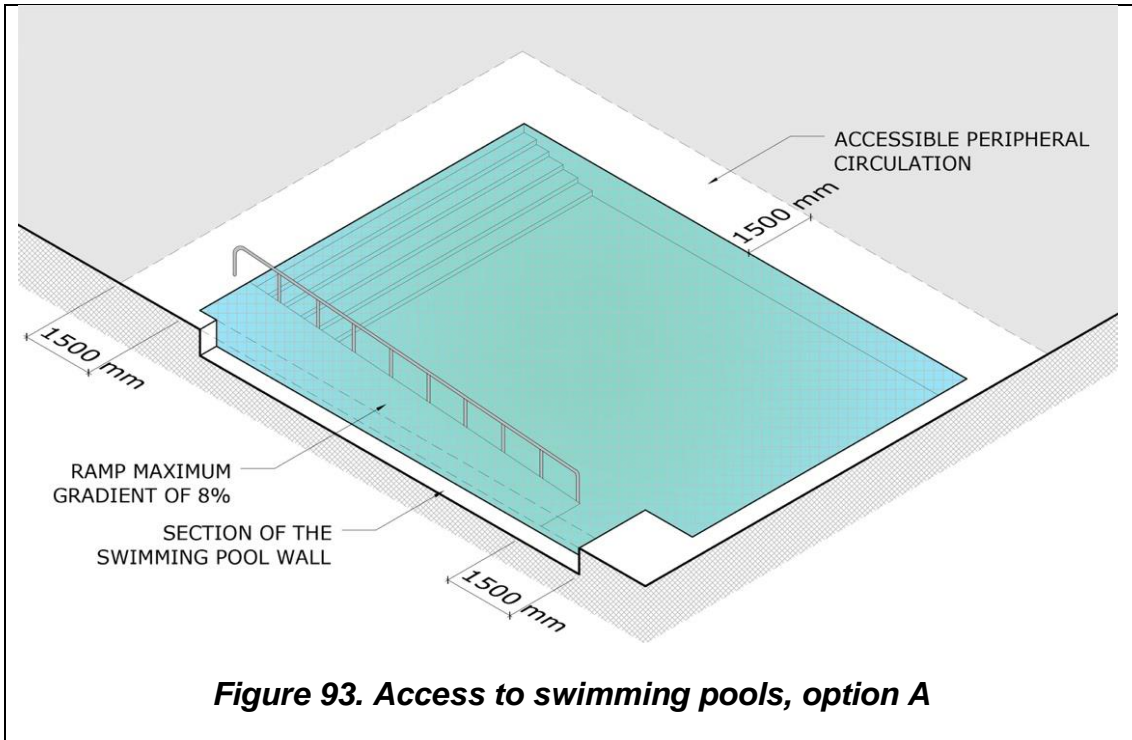 ACCESSIBLE PERIPHERAL
CIRCULATION
1500 mm
1500 mm
RAMP MAXIMUM
GRADIENT OF 8%
SECTION OF THE
SWIMMING POOL WALL
1500 mm
Figure 93. Access to swimming pools, option A